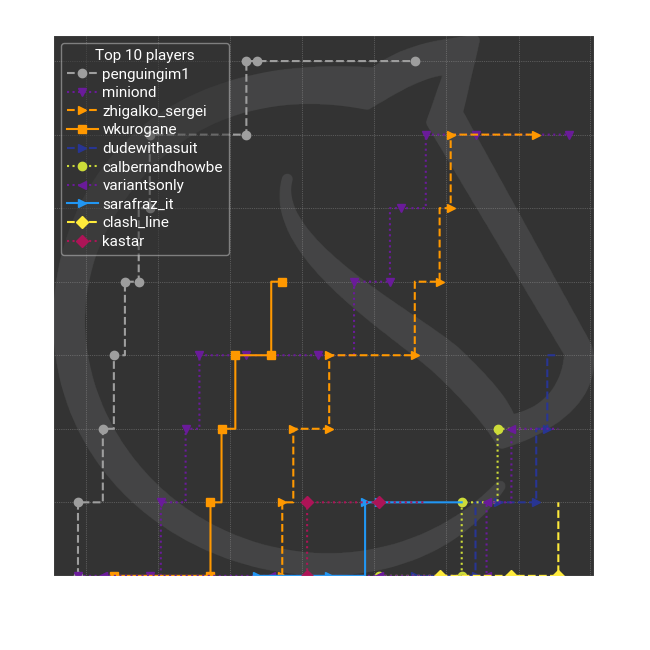 Top 10 players
penguingim1
miniond
zhigalko_sergei
wkurogane
dudewithasuit
calbernandhowbe
variantsonly
sarafraz_it
clash_line
kastar